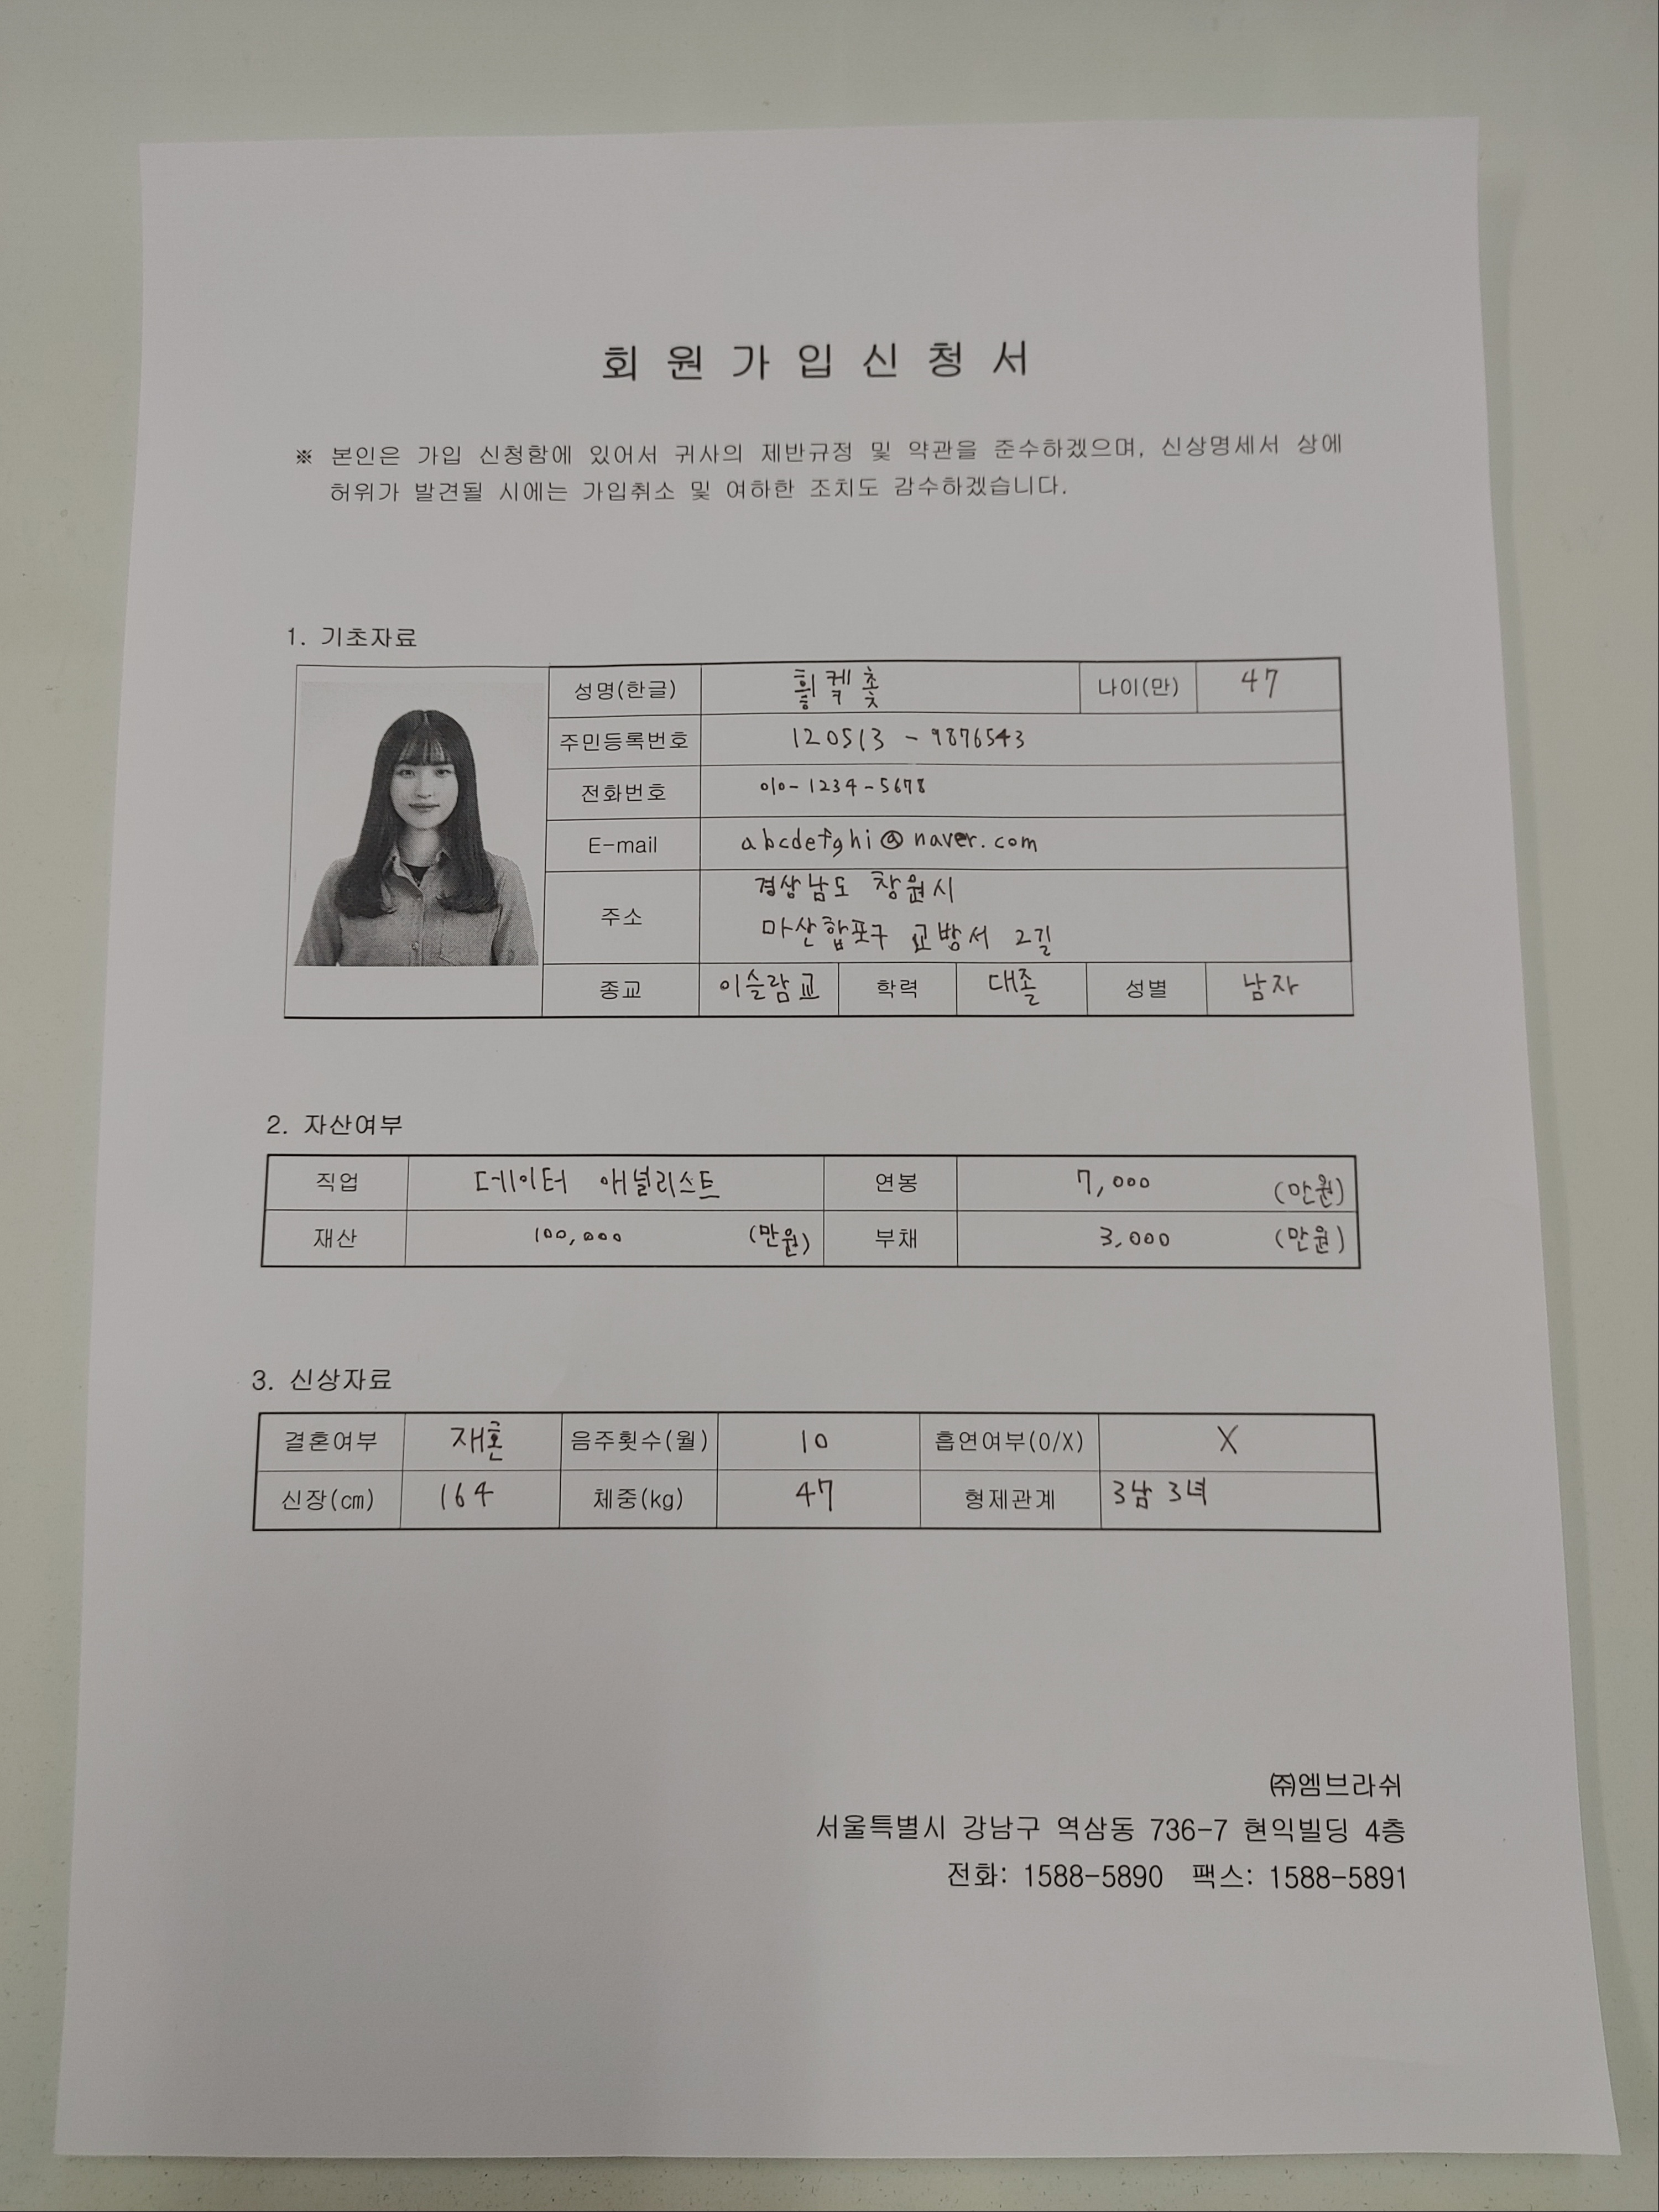 회 원 가 입 신 청 서
※ 본인은 가입 신청함에 있어서 귀사의 제반규정 및 약관을 준수하겠으며, 신상명세서 상에
허위가 발견될 시에는 가입취소 및 여하한 조치도 감수하겠습니다.
1. 기초자료
성명(한글) 나이(만) 47
주민등록번호 120513 - 9876543
전화번호 010-1234-5678
E-mail abcdefghi@naver.com
주소 경상남도 창원시
마산합포구 교방서 2길
종교 이슬람교 학력 대졸 성별 남자
2. 자산여부
직업 데이터 애널리스트 연봉 7,000 (만원)
재산 100,000 (만원) 부채 3,000 (만원)
3. 신상자료
결혼여부 재혼 음주횟수(월) 10 흡연여부(O/X) X
신장(cm) 164 체중(kg) 47 형제관계 3남 3녀
㈜엠브라쉬
서울특별시 강남구 역삼동 736-7 현익빌딩 4층
전화: 1588-5890 팩스: 1588-5891